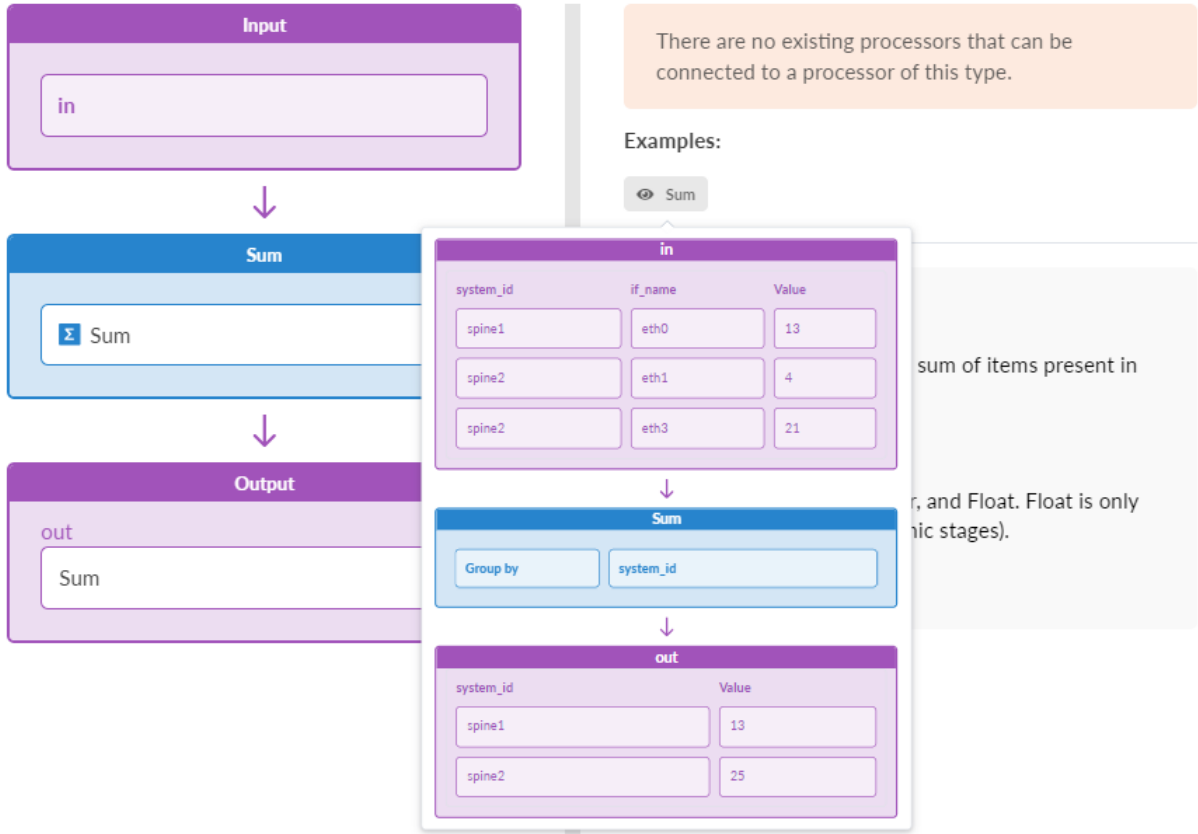 Input
in
Sum
Sum
Output
out
Sum
There are no existing processors that can be
connected to a processor of this type.
Examples:
Sum
in
system_id if_name Value
spine1 eth0 13
spine2 eth1 4
spine2 eth3 21
Sum
Group by system_id
out
system_id Value
spine1 13
spine2 25
sum of items present in
, and Float. Float is only
stages).